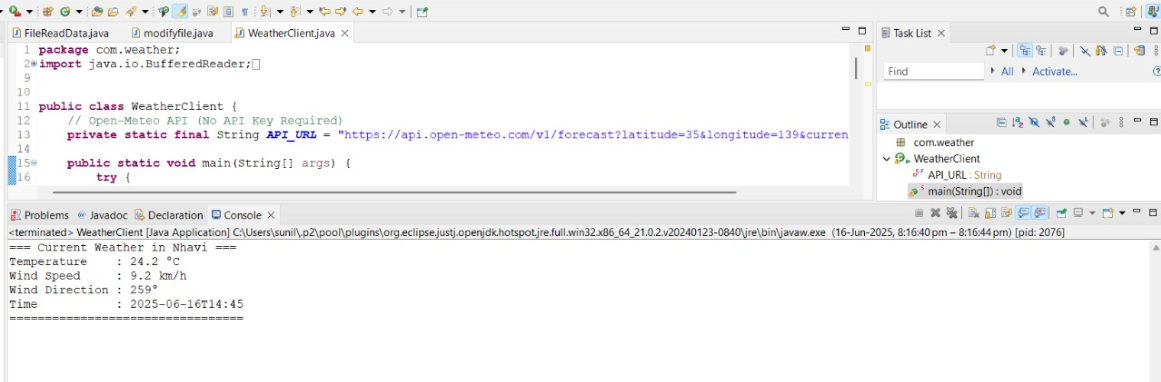 FileReadData.java
modifyfile.java
WeatherClient.java
1 package com.weather;
2 import java.io.BufferedReader;
9
10
11 public class WeatherClient {
12 // Open-Meteo API (No API Key Required)
13 private static final String API_URL = "https://api.open-meteo.com/v1/forecast?latitude=35&longitude=139&curren
14
15 public static void main(String[] args) {
16 try {
Task List
Find
All
Activate...
Outline
com.weather
WeatherClient
API_URL : String
main(String[]) : void
Problems
Javadoc
Declaration
Console
<terminated> WeatherClient [Java Application] C:\Users\sunil\.p2\pool\plugins\org.eclipse.justj.openjdk.hotspot.jre.full.win32.x86_64_21.0.2.v20240123-0840\jre\bin\javaw.exe (16-Jun-2025, 8:16:40 pm – 8:16:44 pm) [pid: 2076]
=== Current Weather in Nhavi ===
Temperature : 24.2 °C
Wind Speed : 9.2 km/h
Wind Direction : 259°
Time : 2025-06-16T14:45
=================================